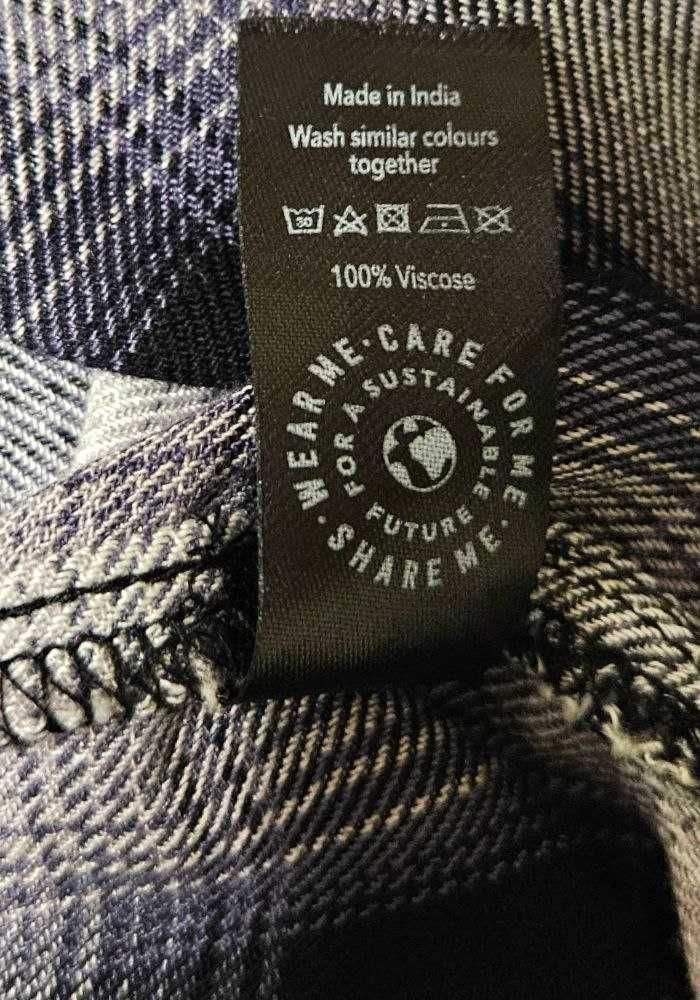 Made in India
Wash similar colours
together
30
100% Viscose
WEAR ME · CARE FOR ME · SHARE ME ·
FOR A SUSTAINABLE FUTURE